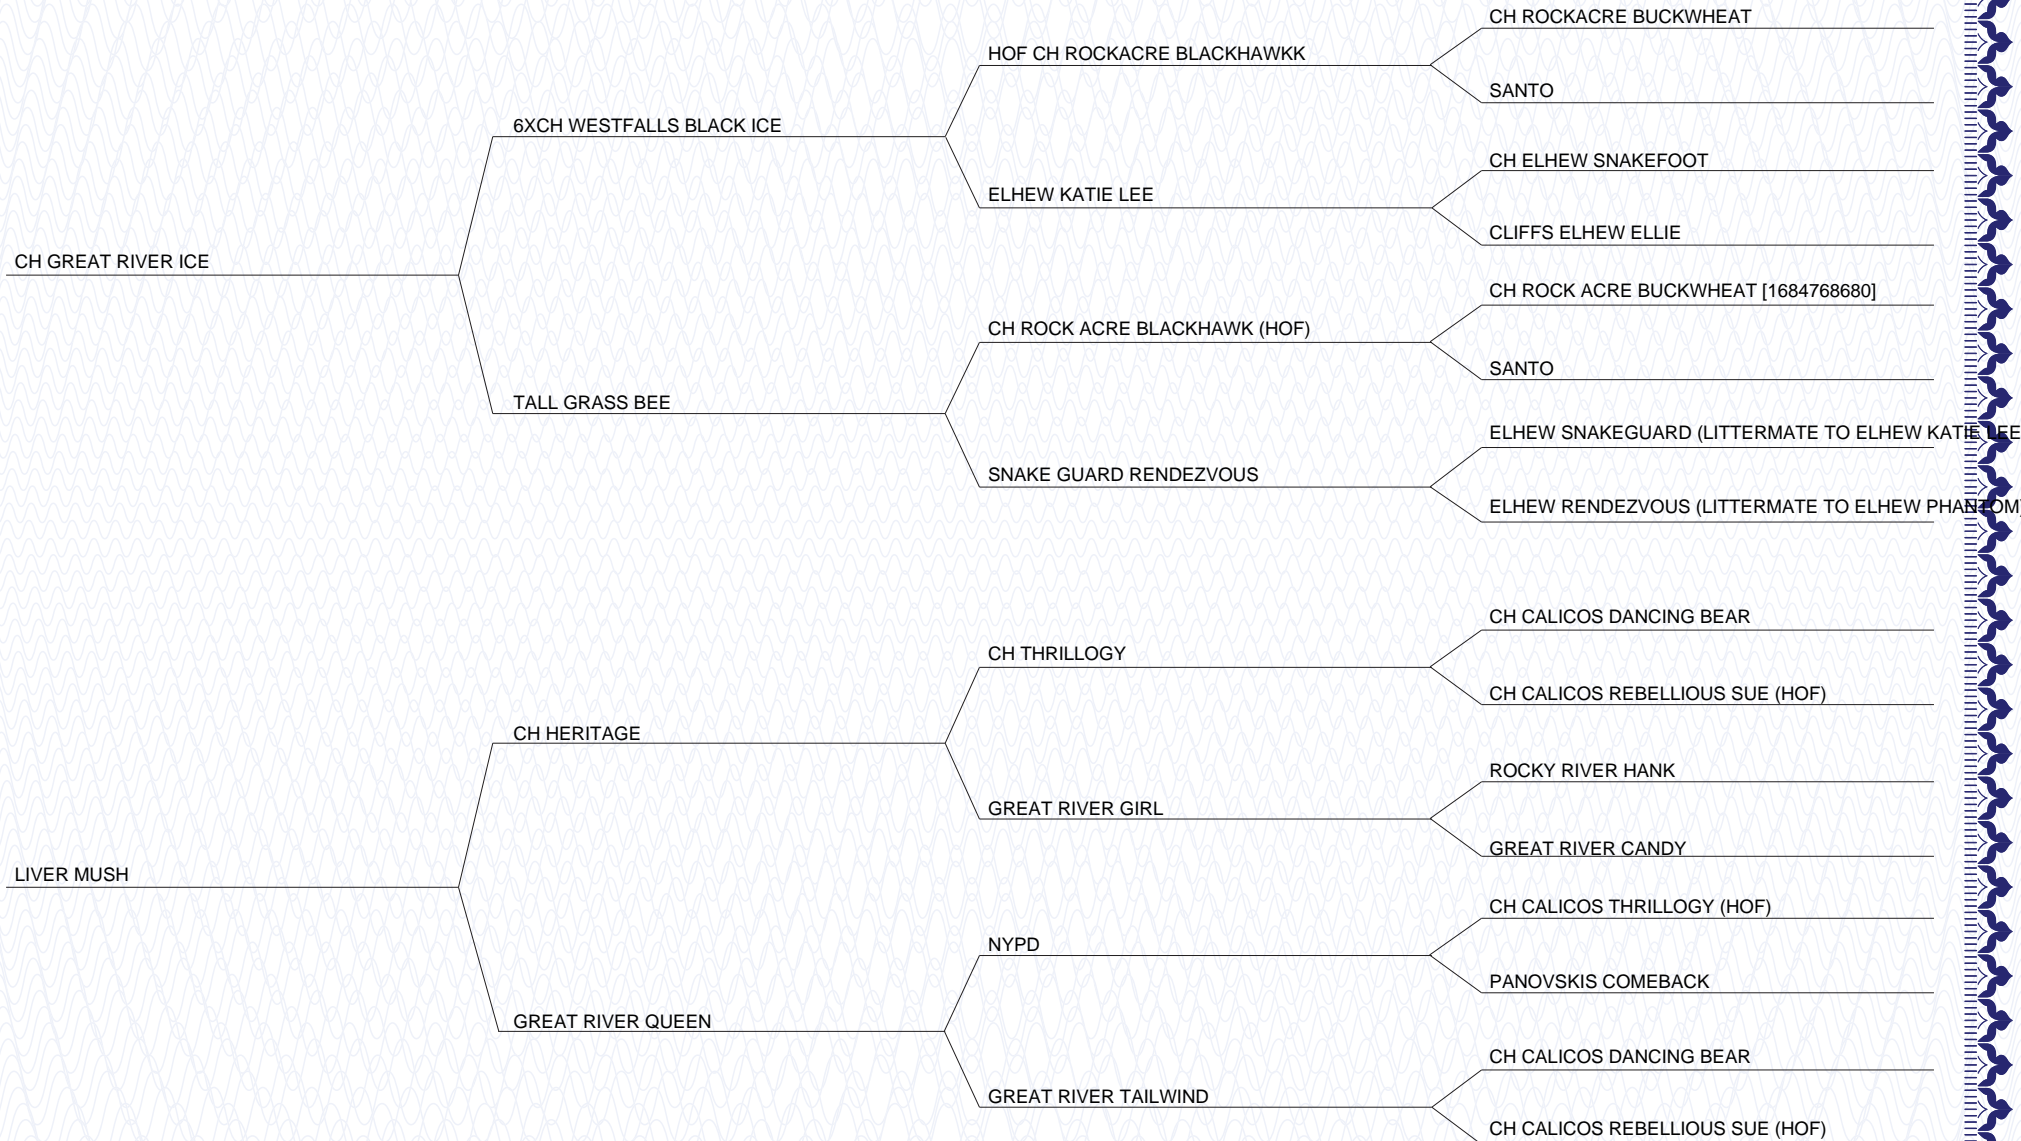 CH ROCKACRE BUCKWHEAT
HOF CH ROCKACRE BLACKHAWKK
SANTO
6XCH WESTFALLS BLACK ICE
CH ELHEW SNAKEFOOT
ELHEW KATIE LEE
CLIFFS ELHEW ELLIE
CH GREAT RIVER ICE
CH ROCK ACRE BUCKWHEAT [1684768680]
CH ROCK ACRE BLACKHAWK (HOF)
SANTO
TALL GRASS BEE
ELHEW SNAKEGUARD (LITTERMATE TO ELHEW KATIE LEE
SNAKE GUARD RENDEZVOUS
ELHEW RENDEZVOUS (LITTERMATE TO ELHEW PHANTOM)
CH CALICOS DANCING BEAR
CH THRILLOGY
CH CALICOS REBELLIOUS SUE (HOF)
CH HERITAGE
ROCKY RIVER HANK
GREAT RIVER GIRL
GREAT RIVER CANDY
LIVER MUSH
CH CALICOS THRILLOGY (HOF)
NYPD
PANOVSKIS COMEBACK
GREAT RIVER QUEEN
CH CALICOS DANCING BEAR
GREAT RIVER TAILWIND
CH CALICOS REBELLIOUS SUE (HOF)